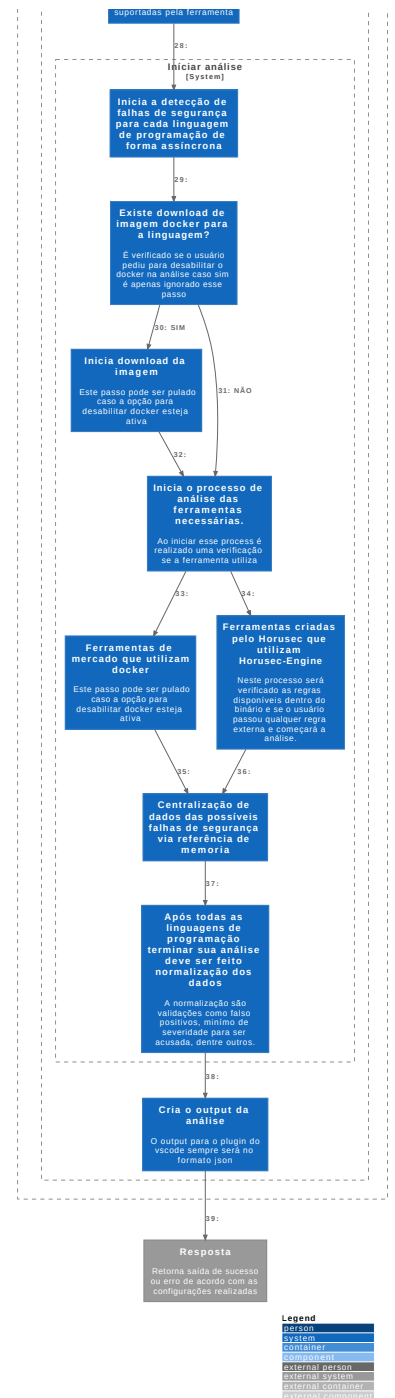 suportadas pela ferramenta
28:
Iniciar análise
[System]
Inicia a detecção de
falhas de segurança
para cada linguagem
de programação de
forma assíncrona
29:
Existe download de
imagem docker para
a linguagem?
É verificado se o usuário
pediu para desabilitar o
docker na análise caso sim
é apenas ignorado esse
passo
30: SIM
31: NÃO
Inicia download da
imagem
Este passo pode ser pulado
caso a opção para
desabilitar docker esteja
ativa
32:
Inicia o processo de
análise das
ferramentas
necessárias.
Ao iniciar esse process é
realizado uma verificação
se a ferramenta utiliza
33:
34:
Ferramentas de
mercado que utilizam
docker
Este passo pode ser pulado
caso a opção para
desabilitar docker esteja
ativa
Ferramentas criadas
pelo Horusec que
utilizam
Horusec-Engine
Neste processo será
verificado as regras
disponíveis dentro do
binário e se o usuário
passou qualquer regra
externa e começará a
análise.
35:
36:
Centralização de
dados das possíveis
falhas de segurança
via referência de
memoria
37:
Após todas as
linguagens de
programação
terminar sua análise
deve ser feito
normalização dos
dados
A normalização são
validações como falso
positivos, minímo de
severidade para ser
acusada, dentre outros.
38:
Cria o output da
análise
O output para o plugin do
vscode sempre será no
formato json
39:
Resposta
Retorna saída de sucesso
ou erro de acordo com as
configurações realizadas
Legend
person
system
container
component
external person
external system
external container
external component